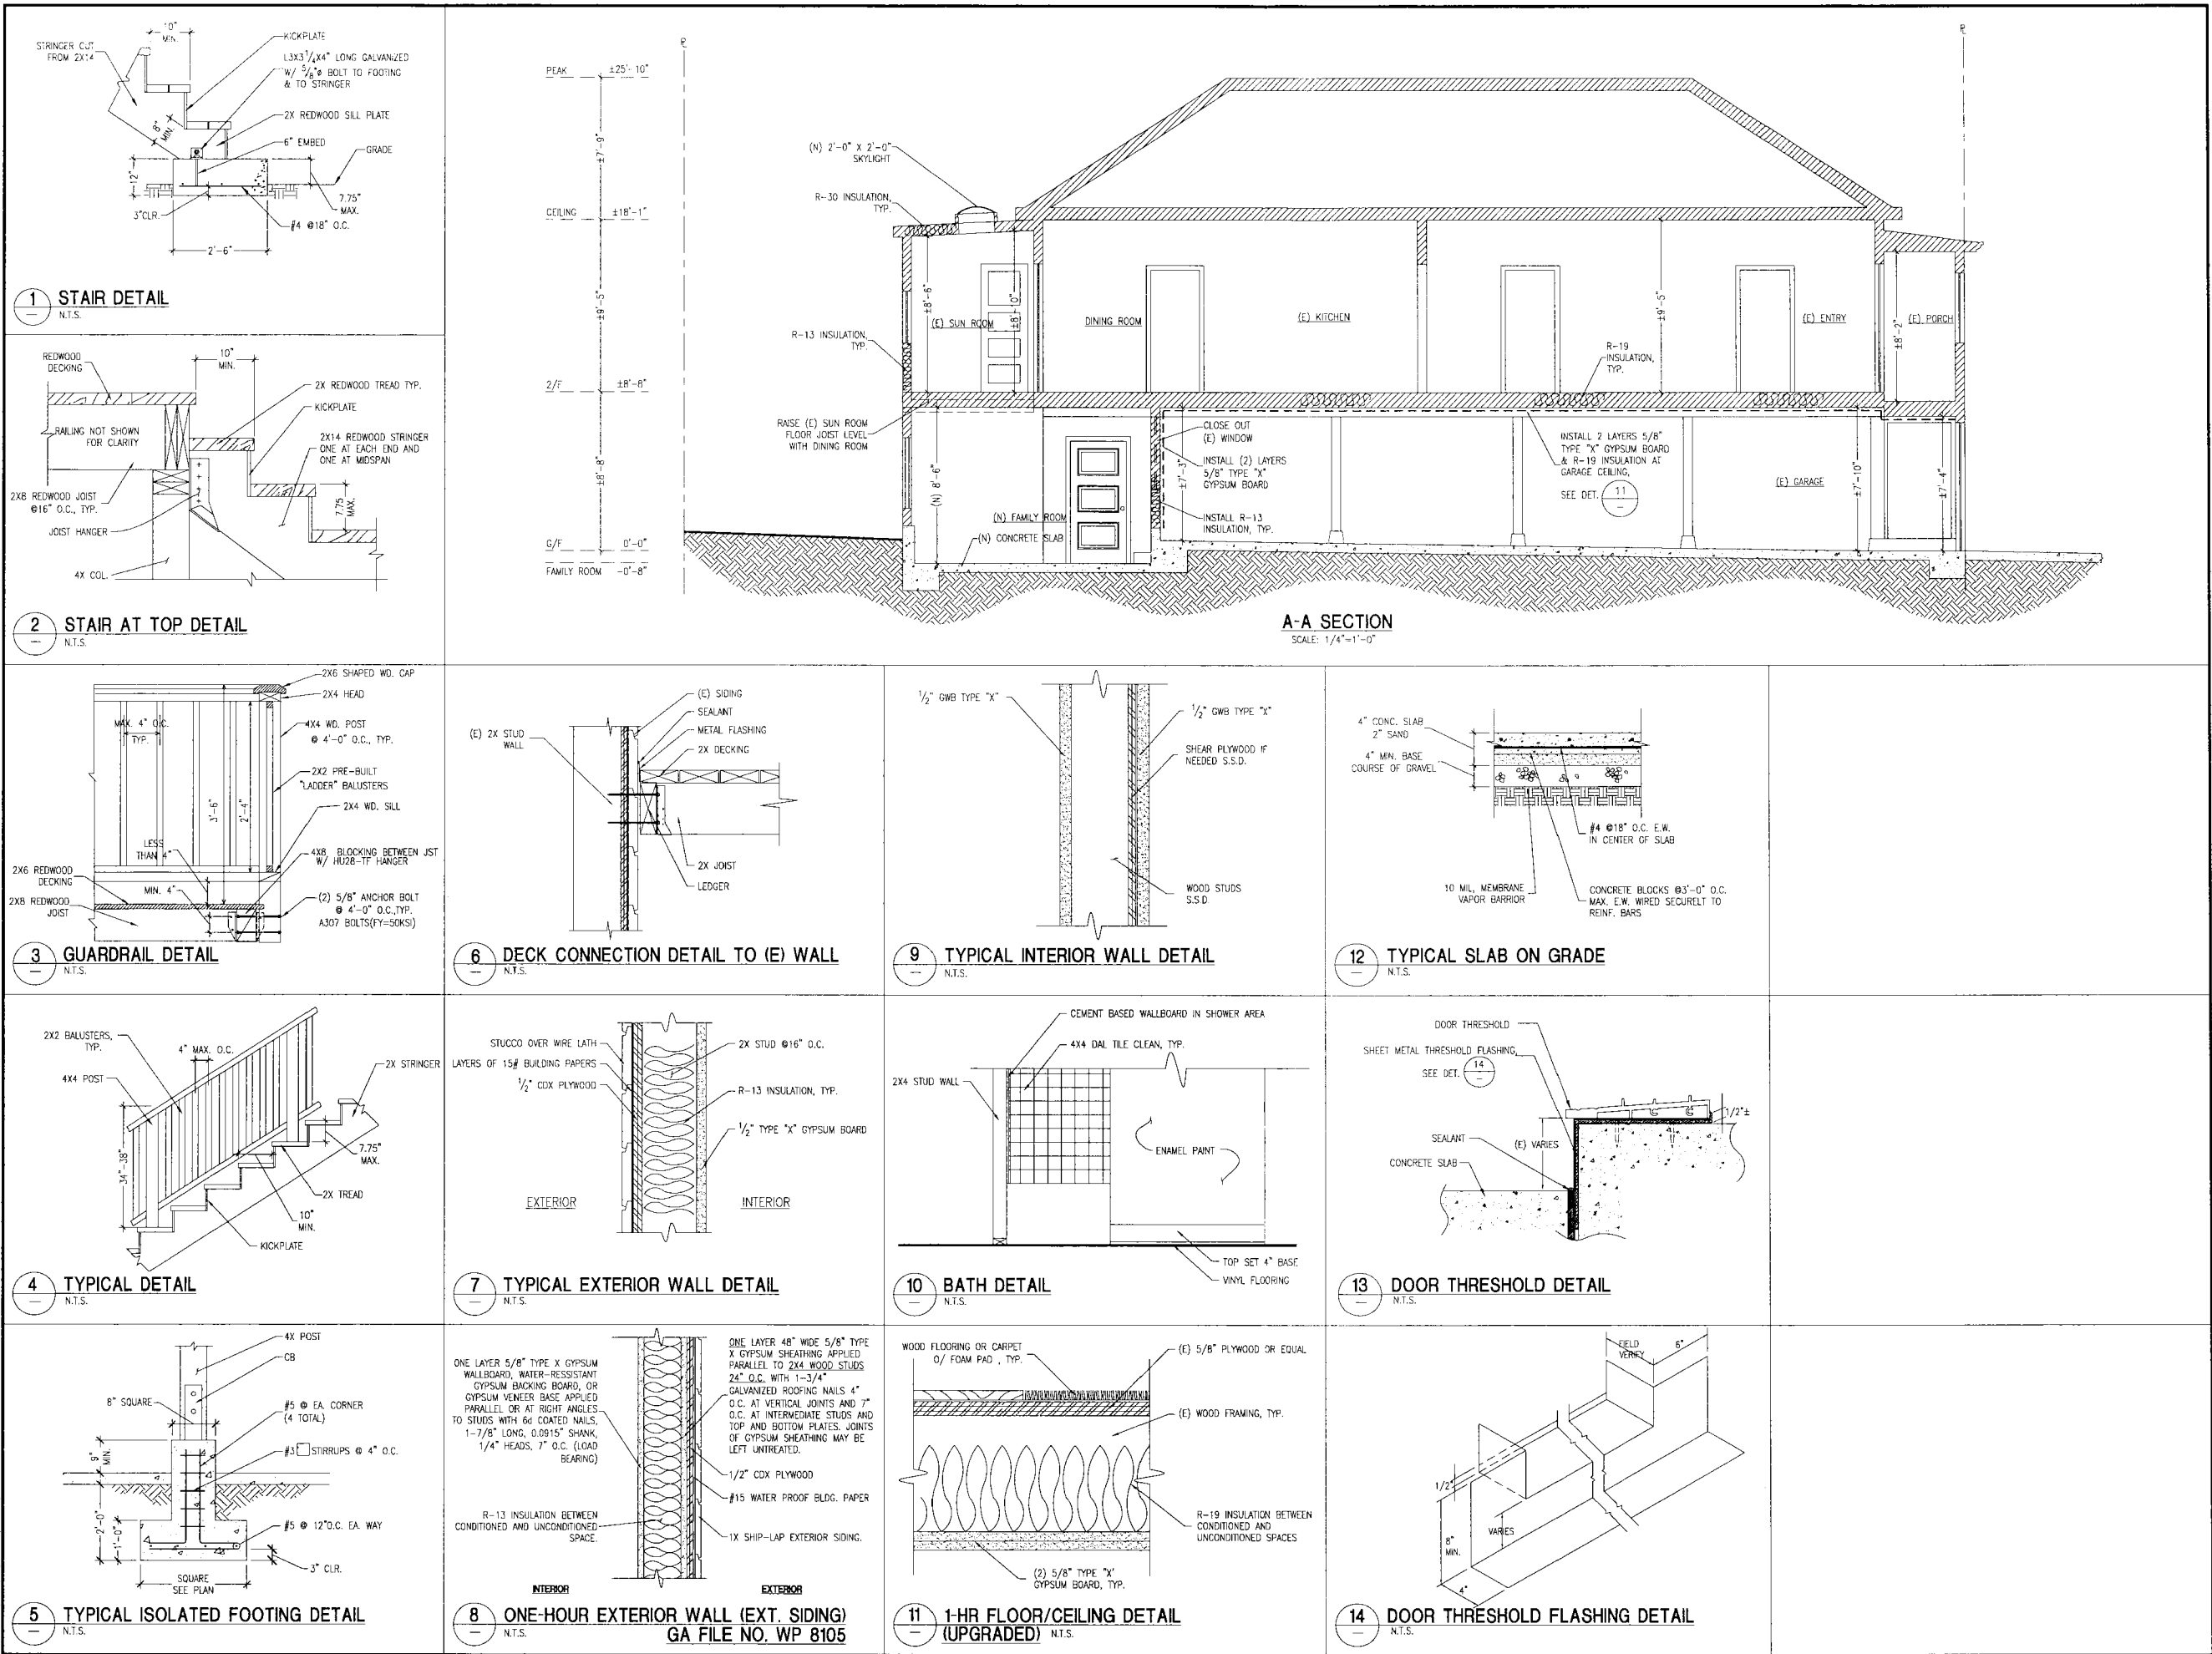 10"
MIN.
STRINGER CUT
FROM 2X14
KICKPLATE
L3X3 1/4X4" LONG GALVANIZED
W/ 5/8"ø BOLT TO FOOTING
& TO STRINGER
2X REDWOOD SILL PLATE
8"
MIN.
6" EMBED
GRADE
12"
3"CLR.
7.75"
MAX.
#4 @18" O.C.
2'-6"
1
STAIR DETAIL
N.T.S.
REDWOOD
DECKING
10"
MIN.
2X REDWOOD TREAD TYP.
KICKPLATE
RAILING NOT SHOWN
FOR CLARITY
2X14 REDWOOD STRINGER
ONE AT EACH END AND
ONE AT MIDSPAN
2X8 REDWOOD JOIST
@16" O.C., TYP.
7.75
MAX.
JOIST HANGER
4X COL.
2
STAIR AT TOP DETAIL
N.T.S.
PEAK
±25'-10"
±7'-9"
CEILING
±18'-1"
±9'-5"
2/F
±8'-8"
±8'-8"
G/F
0'-0"
FAMILY ROOM
-0'-8"
(N) 2'-0" X 2'-0"
SKYLIGHT
R-30 INSULATION,
TYP.
R-13 INSULATION,
TYP.
RAISE (E) SUN ROOM
FLOOR JOIST LEVEL
WITH DINING ROOM
±8'-6"
(E) SUN ROOM
±8'-0"
DINING ROOM
(E) KITCHEN
R-19
INSULATION,
TYP.
±9'-5"
(E) ENTRY
(E) PORCH
±8'-2"
(N) 8'-6"
(N) FAMILY ROOM
(N) CONCRETE SLAB
±7'-3"
CLOSE OUT
(E) WINDOW
INSTALL (2) LAYERS
5/8" TYPE "X"
GYPSUM BOARD
INSTALL R-13
INSULATION, TYP.
INSTALL 2 LAYERS 5/8"
TYPE "X" GYPSUM BOARD
& R-19 INSULATION AT
GARAGE CEILING,
SEE DET. 11
(E) GARAGE
±7'-10"
±7'-4"
A-A SECTION
SCALE: 1/4"=1'-0"
2X6 SHAPED WD. CAP
2X4 HEAD
MAX. 4" O.C.
TYP.
4X4 WD. POST
@ 4'-0" O.C., TYP.
2X2 PRE-BUILT
"LADDER" BALUSTERS
3'-6"
2'-4"
2X4 WD. SILL
LESS
THAN 4"
4X8 BLOCKING BETWEEN JST
W/ HU28-TF HANGER
2X6 REDWOOD
DECKING
MIN. 4"
2X8 REDWOOD
JOIST
(2) 5/8" ANCHOR BOLT
@ 4'-0" O.C.,TYP.
A307 BOLTS(FY=50KSI)
3
GUARDRAIL DETAIL
N.T.S.
(E) 2X STUD
WALL
(E) SIDING
SEALANT
METAL FLASHING
2X DECKING
2X JOIST
LEDGER
6
DECK CONNECTION DETAIL TO (E) WALL
N.T.S.
1/2" GWB TYPE "X"
1/2" GWB TYPE "X"
SHEAR PLYWOOD IF
NEEDED S.S.D.
WOOD STUDS
S.S.D.
9
TYPICAL INTERIOR WALL DETAIL
N.T.S.
4" CONC. SLAB
2" SAND
4" MIN. BASE
COURSE OF GRAVEL
#4 @18" O.C. E.W.
IN CENTER OF SLAB
10 MIL, MEMBRANE
VAPOR BARRIOR
CONCRETE BLOCKS @3'-0" O.C.
MAX. E.W. WIRED SECURELT TO
REINF. BARS
12
TYPICAL SLAB ON GRADE
N.T.S.
2X2 BALUSTERS,
TYP.
4" MAX. O.C.
4X4 POST
2X STRINGER
34"-38"
7.75"
MAX.
2X TREAD
10"
MIN.
KICKPLATE
4
TYPICAL DETAIL
N.T.S.
STUCCO OVER WIRE LATH
LAYERS OF 15# BUILDING PAPERS
1/2" CDX PLYWOOD
2X STUD @16" O.C.
R-13 INSULATION, TYP.
1/2" TYPE "X" GYPSUM BOARD
EXTERIOR
INTERIOR
7
TYPICAL EXTERIOR WALL DETAIL
N.T.S.
CEMENT BASED WALLBOARD IN SHOWER AREA
4X4 DAL TILE CLEAN, TYP.
2X4 STUD WALL
ENAMEL PAINT
TOP SET 4" BASE
VINYL FLOORING
10
BATH DETAIL
N.T.S.
DOOR THRESHOLD
SHEET METAL THRESHOLD FLASHING,
SEE DET. 14
1/2"±
SEALANT
(E) VARIES
CONCRETE SLAB
13
DOOR THRESHOLD DETAIL
N.T.S.
4X POST
CB
8" SQUARE
#5 @ EA. CORNER
(4 TOTAL)
9"
MIN.
#3 STIRRUPS @ 4" O.C.
2'-0"
1'-0"
#5 @ 12"O.C. EA. WAY
3" CLR.
SQUARE
SEE PLAN
5
TYPICAL ISOLATED FOOTING DETAIL
N.T.S.
ONE LAYER 5/8" TYPE X GYPSUM
WALLBOARD, WATER-RESSISTANT
GYPSUM BACKING BOARD, OR
GYPSUM VENEER BASE APPLIED
PARALLEL OR AT RIGHT ANGLES
TO STUDS WITH 6d COATED NAILS,
1-7/8" LONG, 0.0915" SHANK,
1/4" HEADS, 7" O.C. (LOAD
BEARING)
R-13 INSULATION BETWEEN
CONDITIONED AND UNCONDITIONED
SPACE.
ONE LAYER 48" WIDE 5/8" TYPE
X GYPSUM SHEATHING APPLIED
PARALLEL TO 2X4 WOOD STUDS
24" O.C. WITH 1-3/4"
GALVANIZED ROOFING NAILS 4"
O.C. AT VERTICAL JOINTS AND 7"
O.C. AT INTERMEDIATE STUDS AND
TOP AND BOTTOM PLATES. JOINTS
OF GYPSUM SHEATHING MAY BE
LEFT UNTREATED.
1/2" CDX PLYWOOD
#15 WATER PROOF BLDG. PAPER
1X SHIP-LAP EXTERIOR SIDING.
INTERIOR
EXTERIOR
8
ONE-HOUR EXTERIOR WALL (EXT. SIDING)
N.T.S.
GA FILE NO. WP 8105
WOOD FLOORING OR CARPET
O/ FOAM PAD , TYP.
(E) 5/8" PLYWOOD OR EQUAL
(E) WOOD FRAMING, TYP.
R-19 INSULATION BETWEEN
CONDITIONED AND
UNCONDITIONED SPACES
(2) 5/8" TYPE 'X'
GYPSUM BOARD, TYP.
11
1-HR FLOOR/CEILING DETAIL
(UPGRADED) N.T.S.
FIELD
VERIFY
6"
1/2"
VARIES
8"
MIN.
4"
14
DOOR THRESHOLD FLASHING DETAIL
N.T.S.